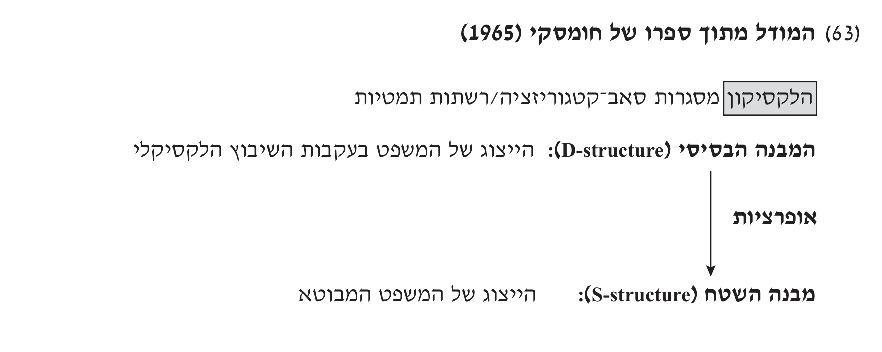 (63) המודל מתוך ספרו של חומסקי (1965)
הלקסיקון מסגרות סאב־קטגוריזציה/רשתות תמטיות
המבנה הבסיסי (D-structure): הייצוג של המשפט בעקבות השיבוץ הלקסיקלי
אופרציות
מבנה השטח (S-structure): הייצוג של המשפט המבוטא